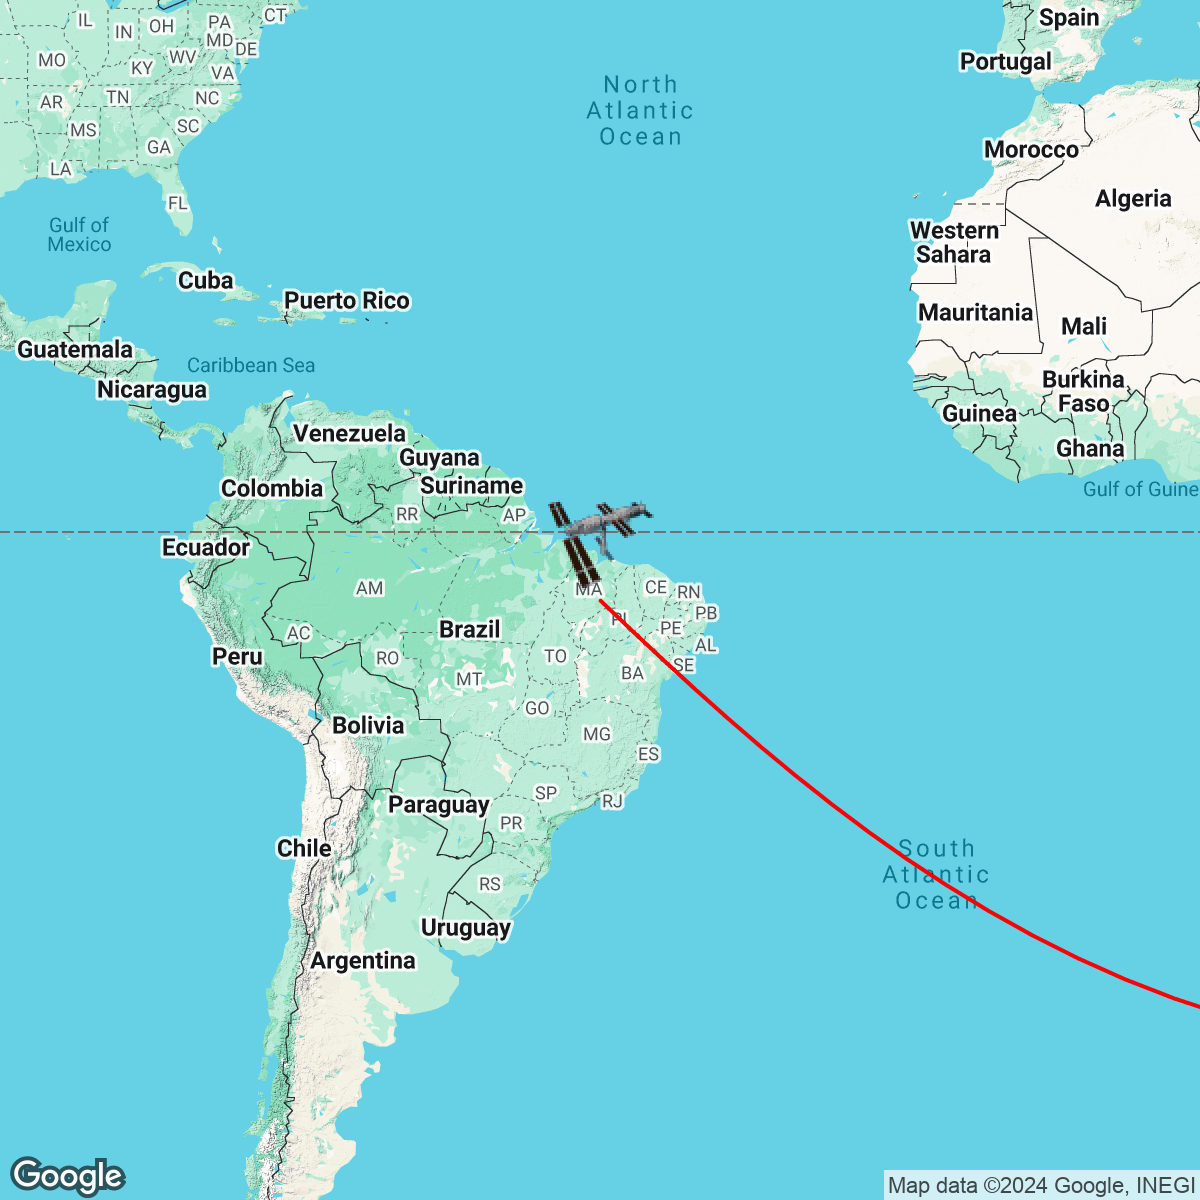 IL
IN
OH
PA
CT
MD
DE
MO
KY
WV
VA
AR
TN
NC
MS
SC
GA
LA
FL
North
Atlantic
Ocean
Spain
Portugal
Morocco
Algeria
Western
Sahara
Mauritania
Mali
Burkina
Faso
Guinea
Ghana
Gulf of Guine
Gulf of
Mexico
Cuba
Puerto Rico
Guatemala
Caribbean Sea
Nicaragua
Venezuela
Guyana
Suriname
Colombia
RR
AP
Ecuador
AM
MA
CE
RN
PI
PB
PE
AL
SE
AC
Brazil
RO
TO
BA
Peru
MT
GO
Bolivia
MG
ES
SP
RJ
Paraguay
PR
Chile
RS
Uruguay
Argentina
South
Atlantic
Ocean
Google
Map data ©2024 Google, INEGI